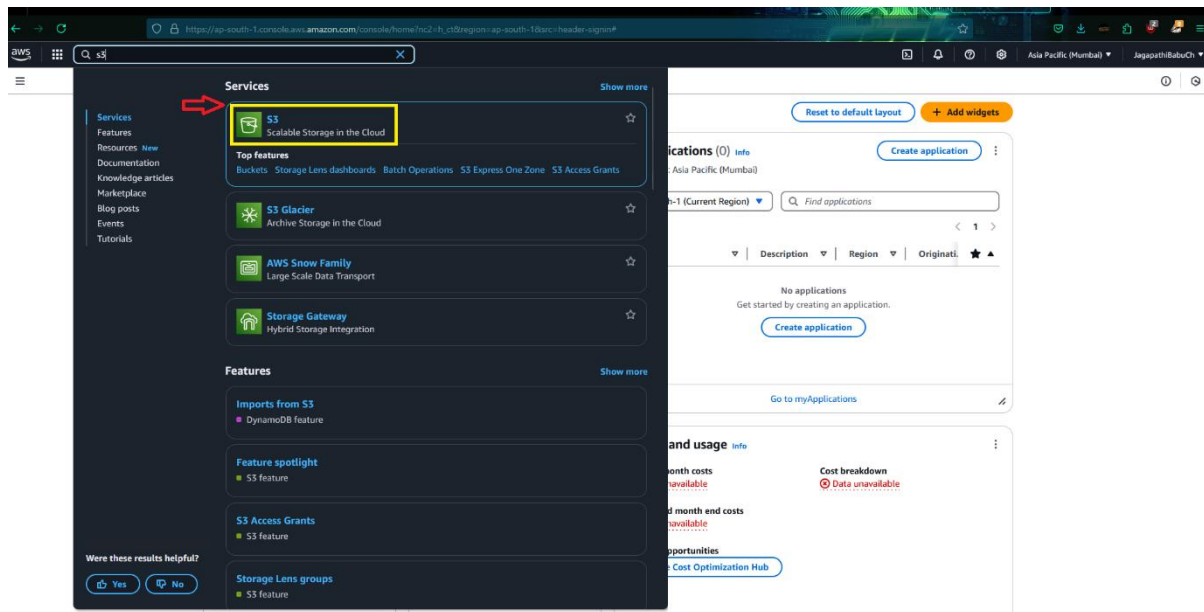 https://ap-south-1.console.aws.amazon.com/console/home?nc2=h_ct&region=ap-south-1&src=header-signin#
aws
s3
Asia Pacific (Mumbai) ▼
JagapathiBabuCh ▼
Services
Features
Resources New
Documentation
Knowledge articles
Marketplace
Blog posts
Events
Tutorials
Were these results helpful?
Yes
No
Services
Show more
S3
Scalable Storage in the Cloud
Top features
Buckets Storage Lens dashboards Batch Operations S3 Express One Zone S3 Access Grants
S3 Glacier
Archive Storage in the Cloud
AWS Snow Family
Large Scale Data Transport
Storage Gateway
Hybrid Storage Integration
Features
Show more
Imports from S3
DynamoDB feature
Feature spotlight
S3 feature
S3 Access Grants
S3 feature
Storage Lens groups
S3 feature
Reset to default layout
+ Add widgets
ications (0) Info
Create application
: Asia Pacific (Mumbai)
h-1 (Current Region) ▼
Find applications
< 1 >
Description
Region
Originati.
No applications
Get started by creating an application.
Create application
Go to myApplications
and usage Info
onth costs
navailable
Cost breakdown
Data unavailable
d month end costs
navailable
pportunities
Cost Optimization Hub